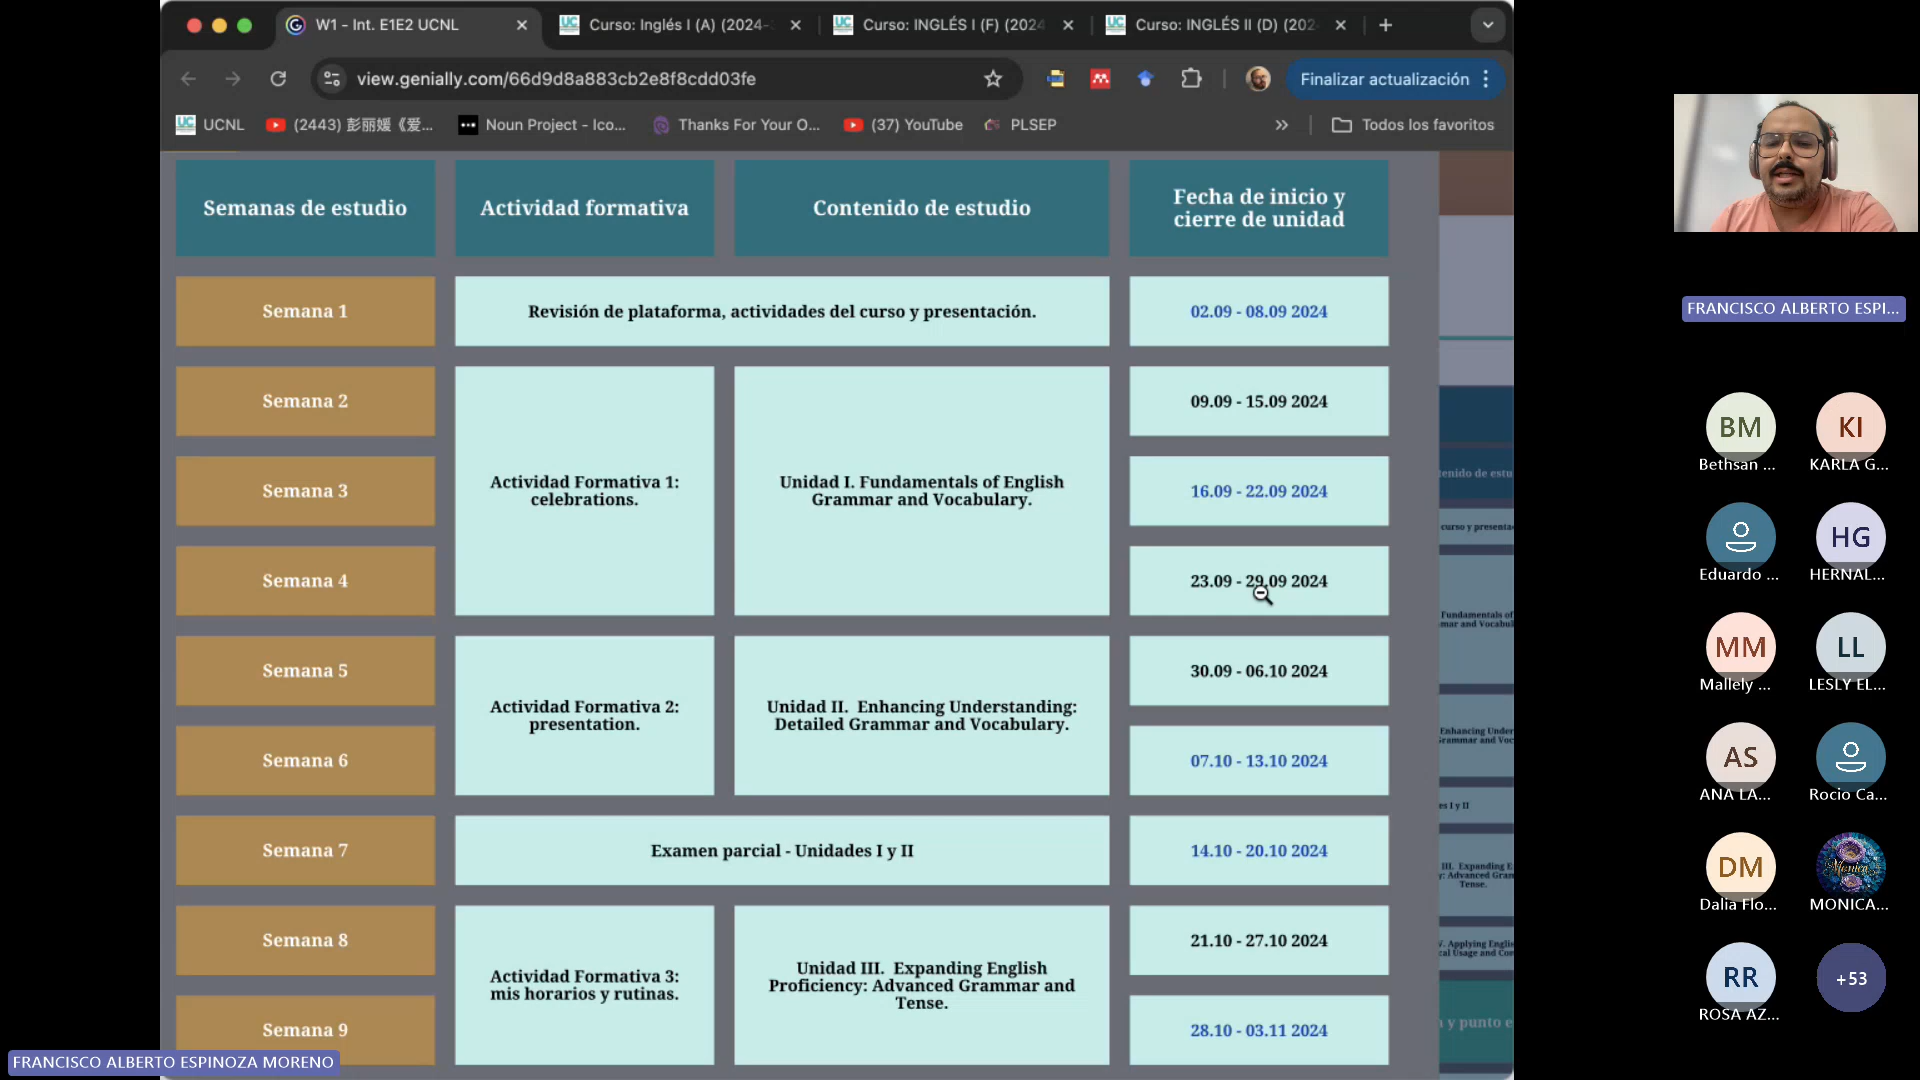 W1 - Int. E1E2 UCNL
Curso: Inglés I (A) (2024-
Curso: INGLÉS I (F) (2024
Curso: INGLÉS II (D) (202
view.genially.com/66d9d8a883cb2e8f8cdd03fe
Finalizar actualización
UCNL
(2443) 彭丽媛《爱...
Noun Project - Ico...
Thanks For Your O...
(37) YouTube
PLSEP
»
Todos los favoritos
Semanas de estudio
Actividad formativa
Contenido de estudio
Fecha de inicio y
cierre de unidad
Semana 1
Revisión de plataforma, actividades del curso y presentación.
02.09 - 08.09 2024
Semana 2
09.09 - 15.09 2024
Semana 3
Actividad Formativa 1:
celebrations.
Unidad I. Fundamentals of English
Grammar and Vocabulary.
16.09 - 22.09 2024
Semana 4
23.09 - 29.09 2024
Semana 5
30.09 - 06.10 2024
Actividad Formativa 2:
presentation.
Unidad II. Enhancing Understanding:
Detailed Grammar and Vocabulary.
Semana 6
07.10 - 13.10 2024
Semana 7
Examen parcial - Unidades I y II
14.10 - 20.10 2024
Semana 8
21.10 - 27.10 2024
Actividad Formativa 3:
mis horarios y rutinas.
Unidad III. Expanding English
Proficiency: Advanced Grammar and
Tense.
Semana 9
28.10 - 03.11 2024
FRANCISCO ALBERTO ESPINOZA MORENO
FRANCISCO ALBERTO ESPI...
BM
Bethsan ...
KI
KARLA G...
Eduardo ...
HG
HERNAL...
MM
Mallely ...
LL
LESLY EL...
AS
ANA LA...
Rocio Ca...
DM
Dalia Flo...
Monica
MONICA...
RR
ROSA AZ...
+53